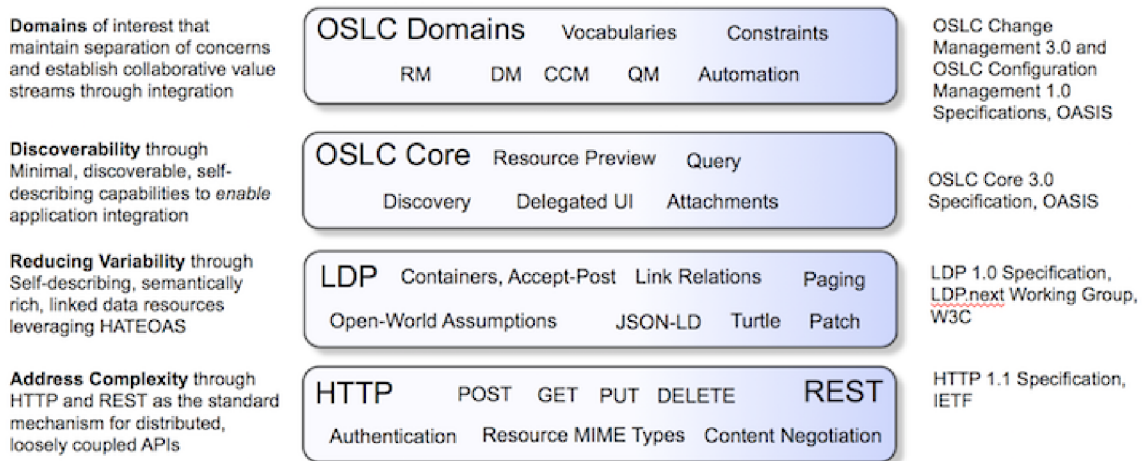 Domains of interest that
maintain separation of concerns
and establish collaborative value
streams through integration
OSLC Domains Vocabularies Constraints
RM DM CCM QM Automation
OSLC Change
Management 3.0 and
OSLC Configuration
Management 1.0
Specifications, OASIS
Discoverability through
Minimal, discoverable, self-
describing capabilities to enable
application integration
OSLC Core Resource Preview Query
Discovery Delegated UI Attachments
OSLC Core 3.0
Specification, OASIS
Reducing Variability through
Self-describing, semantically
rich, linked data resources
leveraging HATEOAS
LDP Containers, Accept-Post Link Relations Paging
Open-World Assumptions JSON-LD Turtle Patch
LDP 1.0 Specification,
LDP.next Working Group,
W3C
Address Complexity through
HTTP and REST as the standard
mechanism for distributed,
loosely coupled APIs
HTTP POST GET PUT DELETE REST
Authentication Resource MIME Types Content Negotiation
HTTP 1.1 Specification,
IETF